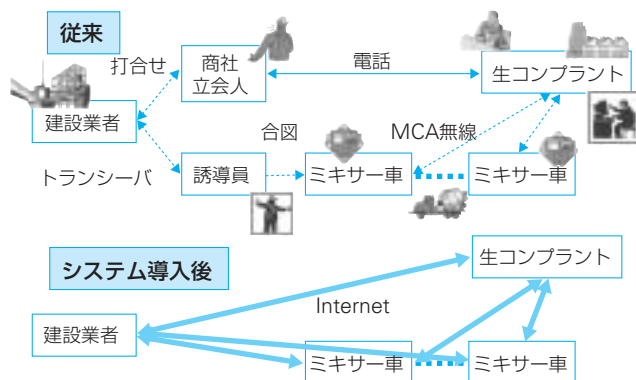 従来
打合せ
商社
立会人
電話
生コンプラント
建設業者
合図
MCA無線
トランシーバ
誘導員
ミキサー車
ミキサー車
システム導入後
生コンプラント
Internet
建設業者
ミキサー車
ミキサー車